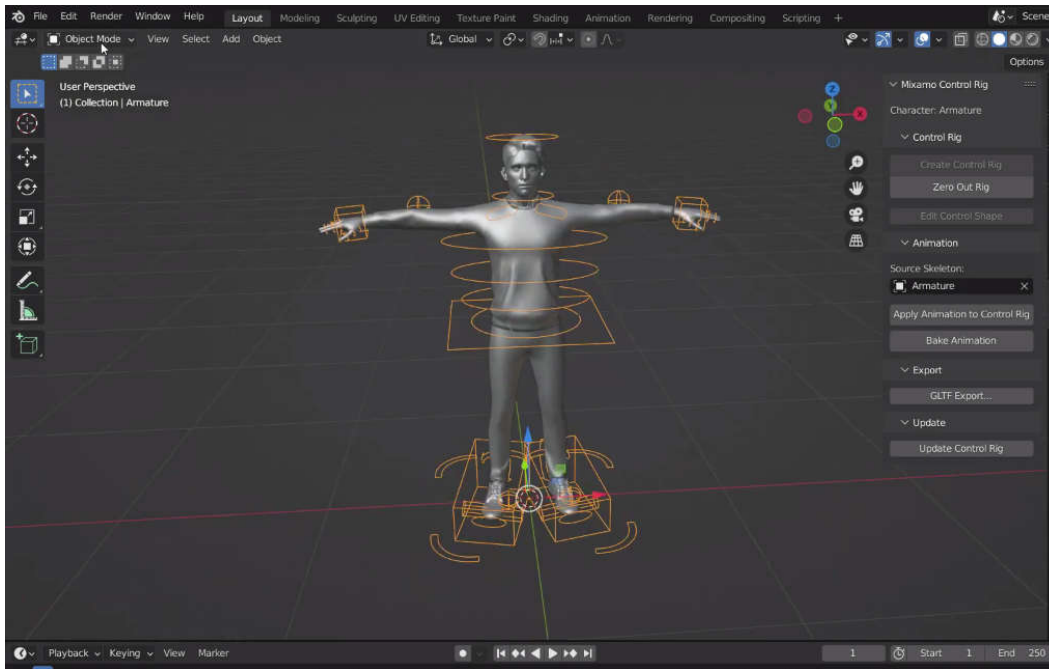 File Edit Render Window Help Layout Modeling Sculpting UV Editing Texture Paint Shading Animation Rendering Compositing Scripting + Scene
Object Mode View Select Add Object Global
Options
User Perspective
(1) Collection | Armature
Mixamo Control Rig
Character: Armature
Control Rig
Create Control Rig
Zero Out Rig
Edit Control Shape
Animation
Source Skeleton:
Armature
Apply Animation to Control Rig
Bake Animation
Export
GLTF Export...
Update
Update Control Rig
Z
Y
X
Playback Keying View Marker 1 Start 1 End 250